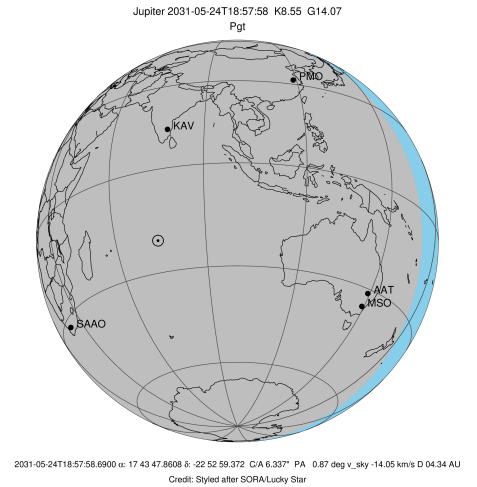 Jupiter 2031-05-24T18:57:58 K8.55 G14.07
Pgt
PMO
KAV
AAT
MSO
SAAO
2031-05-24T18:57:58.6900 α: 17 43 47.8608 δ: -22 52 59.372 C/A 6.337" PA 0.87 deg v_sky -14.05 km/s D 04.34 AU
Credit: Styled after SORA/Lucky Star